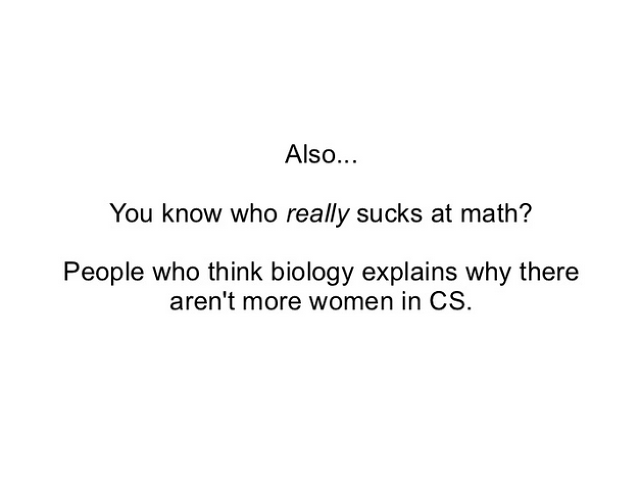 Also...
You know who really sucks at math?
People who think biology explains why there
aren't more women in CS.